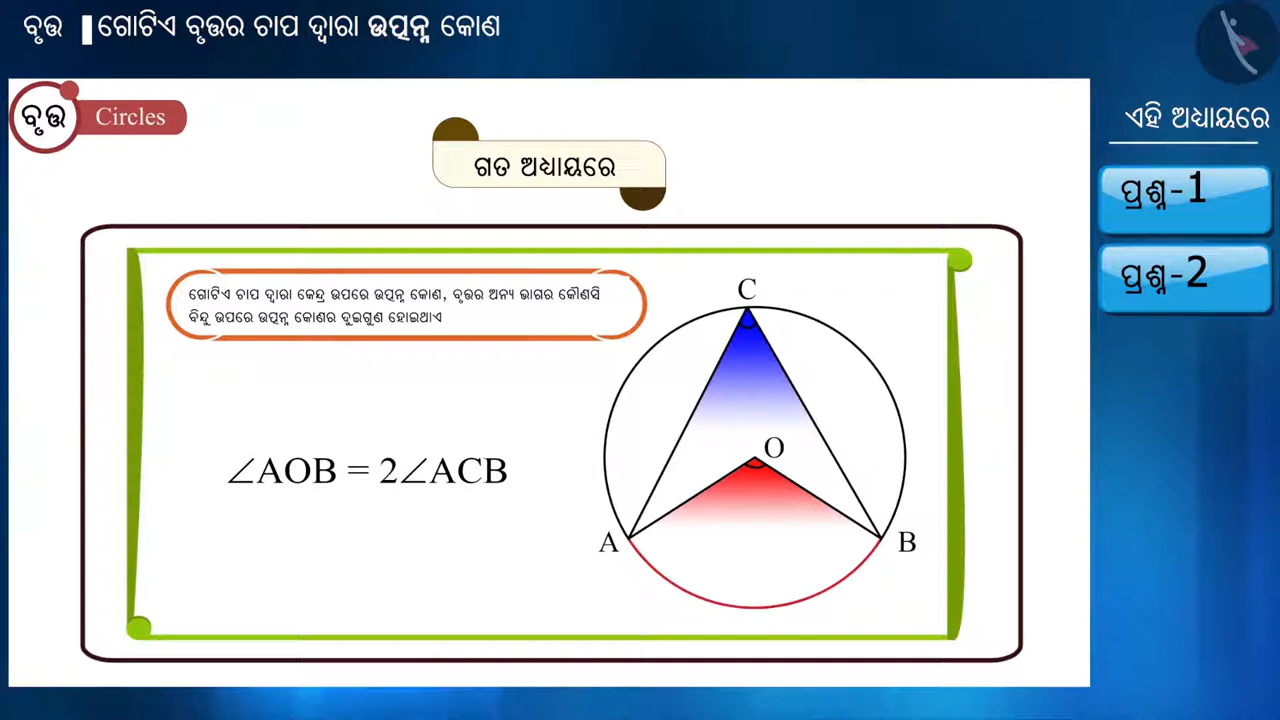 ବୃତ୍ତ ▐ ଗୋଟିଏ ବୃତ୍ତର ଚାପ ଦ୍ୱାରା ଉତ୍ପନ୍ନ କୋଣ
ବୃତ୍ତ Circles
ଗତ ଅଧ୍ୟାୟରେ
ଗୋଟିଏ ଚାପ ଦ୍ୱାରା କେନ୍ଦ୍ର ଉପରେ ଉତ୍ପନ୍ନ କୋଣ, ବୃତ୍ତର ଅନ୍ୟ ଭାଗର କୌଣସି
ବିନ୍ଦୁ ଉପରେ ଉତ୍ପନ୍ନ କୋଣର ଦୁଇଗୁଣ ହୋଇଥାଏ
∠AOB = 2∠ACB
C
O
A
B
ଏହି ଅଧ୍ୟାୟରେ
ପ୍ରଶ୍ନ-1
ପ୍ରଶ୍ନ-2